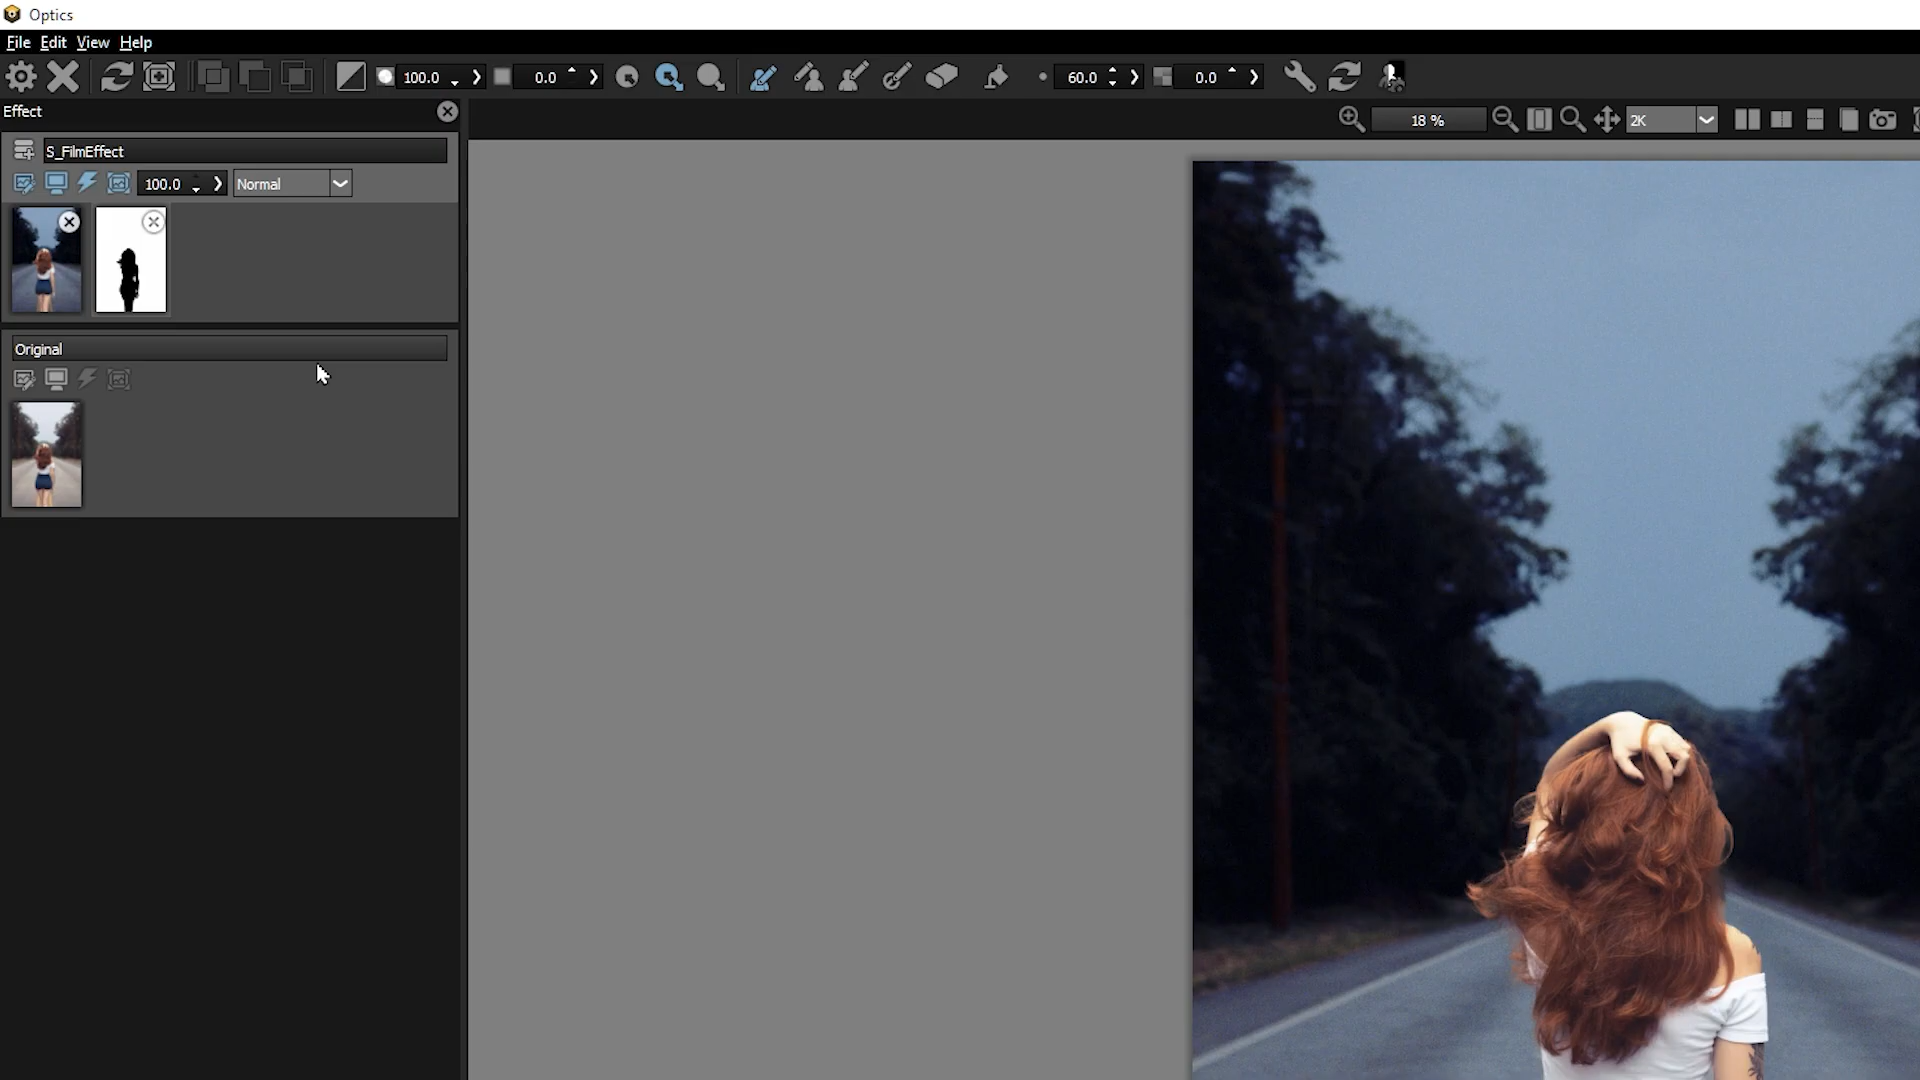 Optics
File Edit View Help
100.0 0.0 60.0 0.0
Effect
18 % 2K
S_FilmEffect
100.0 Normal
Original